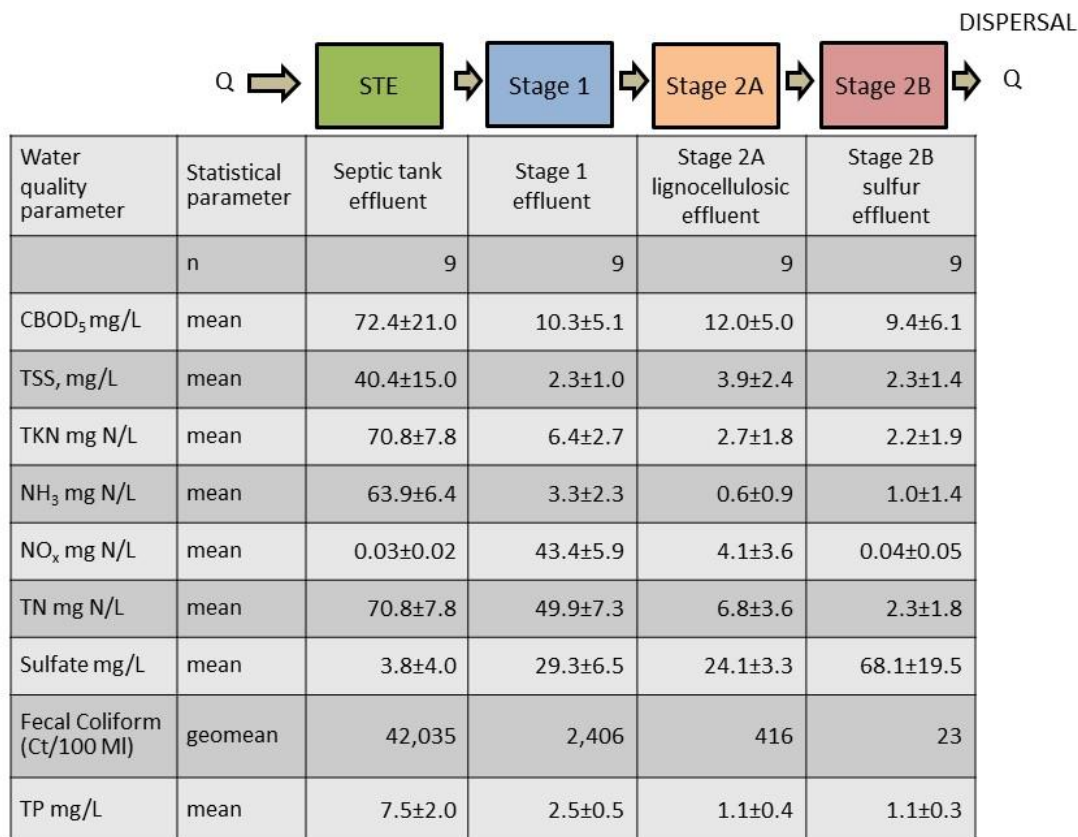 DISPERSAL
Q STE Stage 1 Stage 2A Stage 2B Q
Water quality parameter Statistical parameter Septic tank effluent Stage 1 effluent Stage 2A lignocellulosic effluent Stage 2B sulfur effluent
n 9 9 9 9
CBOD₅ mg/L mean 72.4±21.0 10.3±5.1 12.0±5.0 9.4±6.1
TSS, mg/L mean 40.4±15.0 2.3±1.0 3.9±2.4 2.3±1.4
TKN mg N/L mean 70.8±7.8 6.4±2.7 2.7±1.8 2.2±1.9
NH₃ mg N/L mean 63.9±6.4 3.3±2.3 0.6±0.9 1.0±1.4
NOₓ mg N/L mean 0.03±0.02 43.4±5.9 4.1±3.6 0.04±0.05
TN mg N/L mean 70.8±7.8 49.9±7.3 6.8±3.6 2.3±1.8
Sulfate mg/L mean 3.8±4.0 29.3±6.5 24.1±3.3 68.1±19.5
Fecal Coliform (Ct/100 Ml) geomean 42,035 2,406 416 23
TP mg/L mean 7.5±2.0 2.5±0.5 1.1±0.4 1.1±0.3